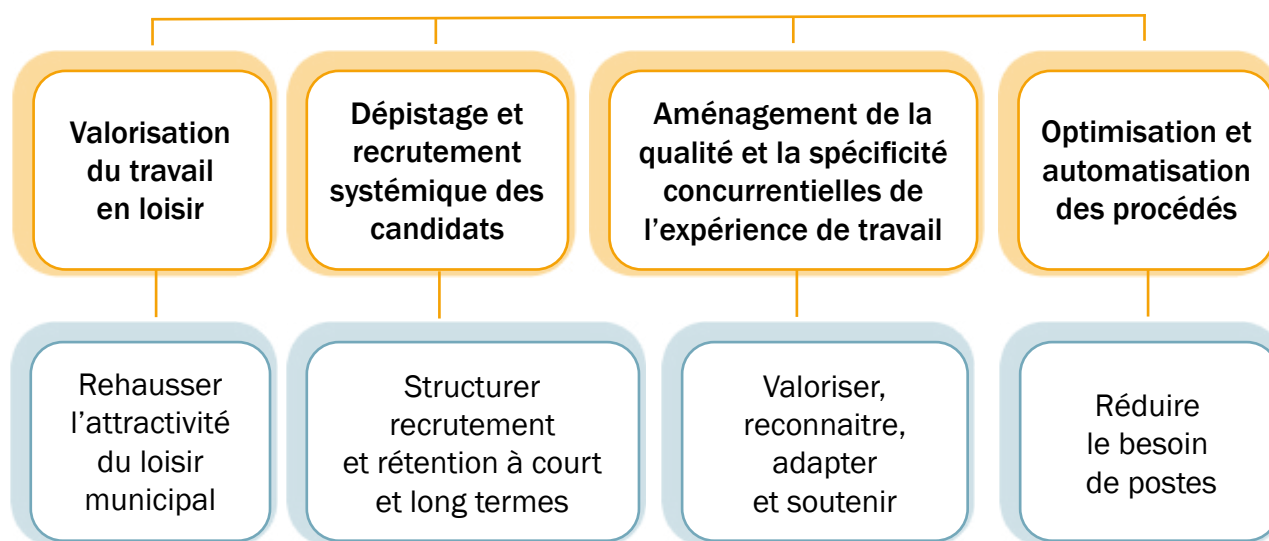 Valorisation
du travail
en loisir
Dépistage et
recrutement
systémique des
candidats
Aménagement de la
qualité et la spécificité
concurrentielles de
l’expérience de travail
Optimisation et
automatisation
des procédés
Rehausser
l’attractivité
du loisir
municipal
Structurer
recrutement
et rétention à court
et long termes
Valoriser,
reconnaitre,
adapter
et soutenir
Réduire
le besoin
de postes